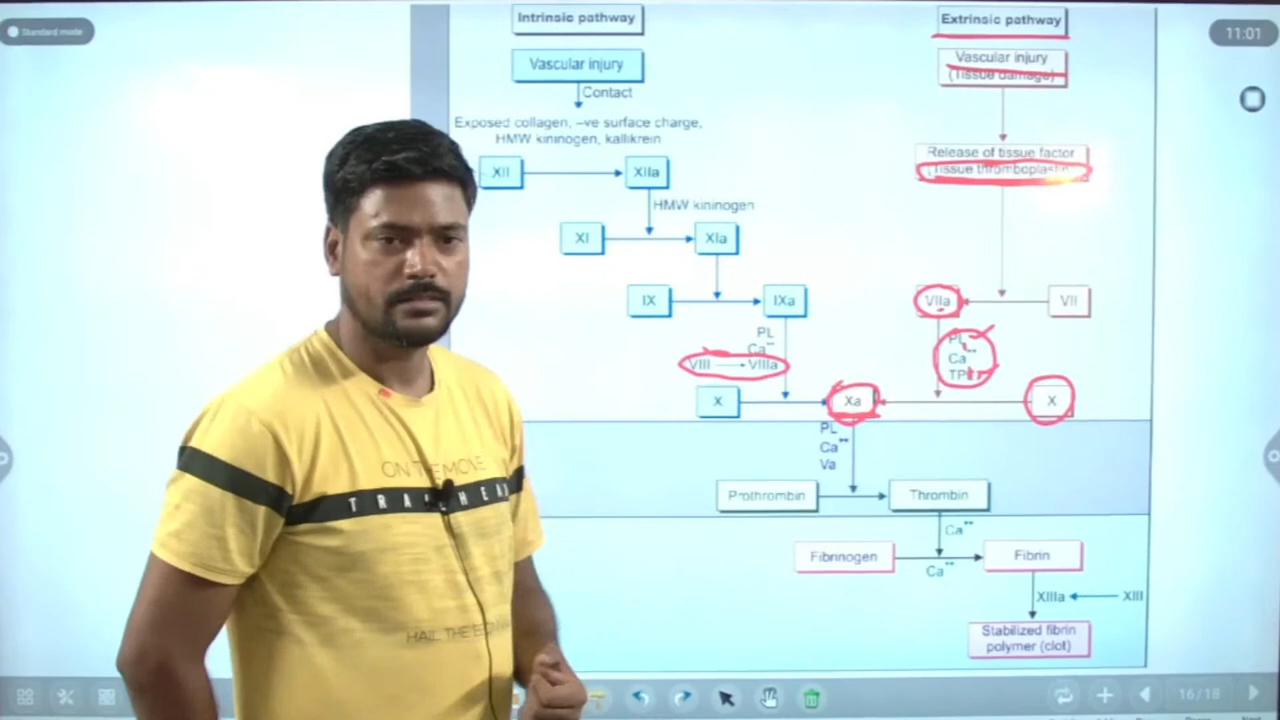 Standard mode
Intrinsic pathway
Extrinsic pathway
11:01
Vascular injury
Vascular injury
(Tissue damage)
Contact
Exposed collagen, –ve surface charge,
HMW kininogen, kallikrein
Release of tissue factor
(Tissue thromboplastin
XII
XIIa
HMW kininogen
XI
XIa
IX
IXa
VIIa
VII
PL
Ca++
VIII
VIIIa
PL
Ca++
X
Xa
X
PL
Ca++
Va
Prothrombin
Thrombin
Ca++
Fibrinogen
Fibrin
Ca++
XIIIa
XIII
Stabilized fibrin
polymer (clot)
ON THE MOVE
16/18